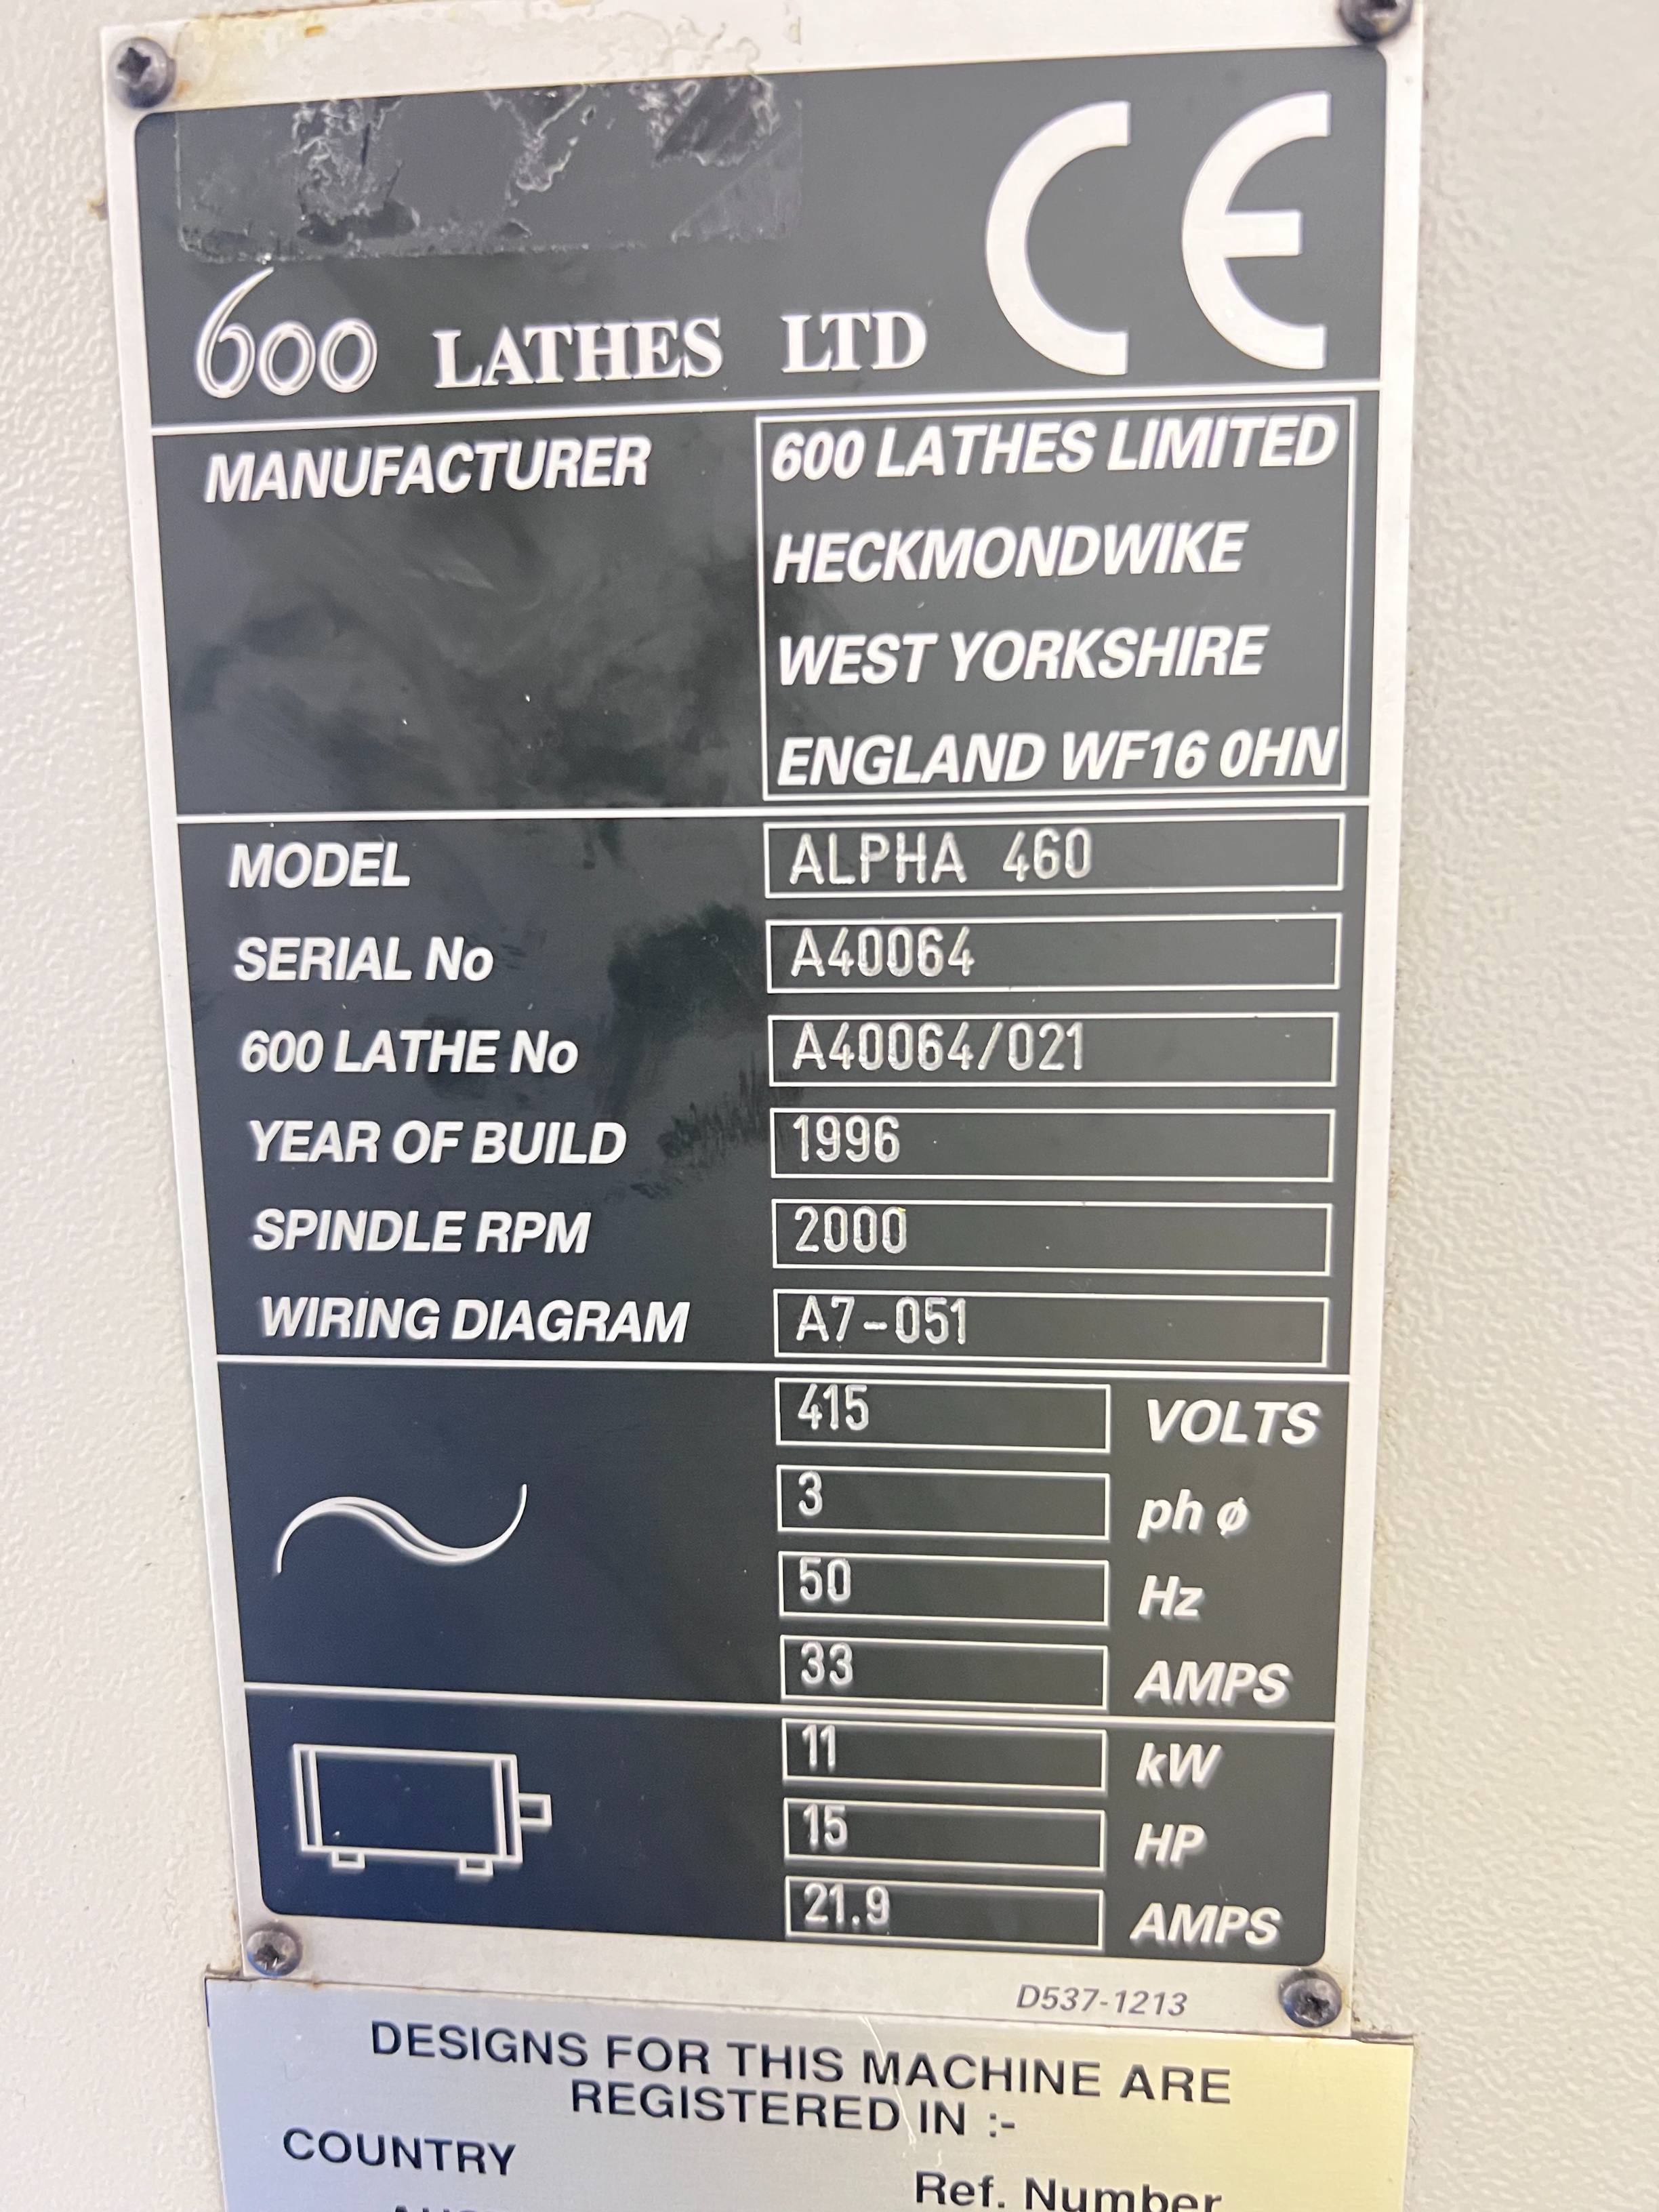 600 LATHES LTD CE
MANUFACTURER 600 LATHES LIMITED
HECKMONDWIKE
WEST YORKSHIRE
ENGLAND WF16 0HN
MODEL ALPHA 460
SERIAL No A40064
600 LATHE No A40064/021
YEAR OF BUILD 1996
SPINDLE RPM 2000
WIRING DIAGRAM A7-051
415 VOLTS
3 ph ø
50 Hz
33 AMPS
11 kW
15 HP
21.9 AMPS
D537-1213
DESIGNS FOR THIS MACHINE ARE
REGISTERED IN :-
COUNTRY Ref. Number